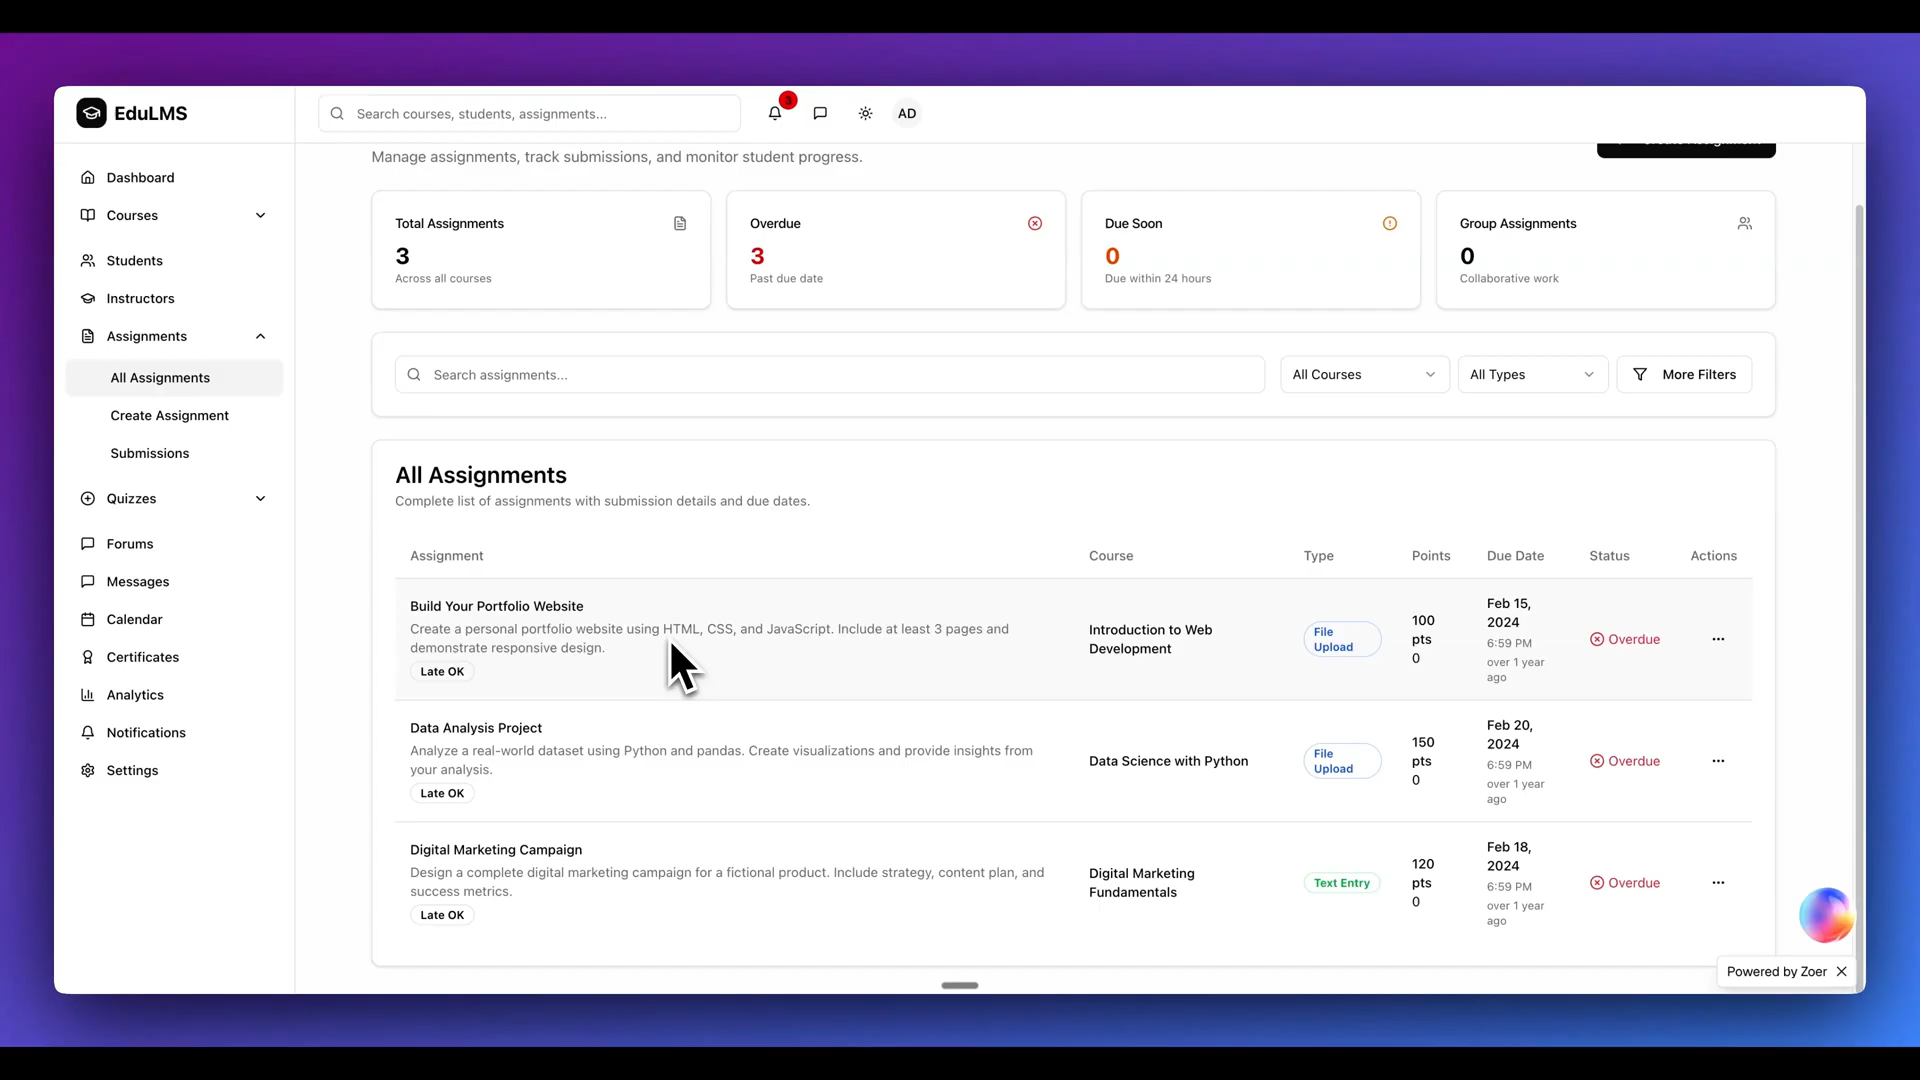 EduLMS
Search courses, students, assignments...
3
AD
Dashboard
Courses
Students
Instructors
Assignments
All Assignments
Create Assignment
Submissions
Quizzes
Forums
Messages
Calendar
Certificates
Analytics
Notifications
Settings
Manage assignments, track submissions, and monitor student progress.
Total Assignments
3
Across all courses
Overdue
3
Past due date
Due Soon
0
Due within 24 hours
Group Assignments
0
Collaborative work
Search assignments...
All Courses
All Types
More Filters
All Assignments
Complete list of assignments with submission details and due dates.
Assignment Course Type Points Due Date Status Actions
Build Your Portfolio Website
Create a personal portfolio website using HTML, CSS, and JavaScript. Include at least 3 pages and
demonstrate responsive design.
Late OK
Introduction to Web
Development
File
Upload
100
pts
0
Feb 15,
2024
6:59 PM
over 1 year
ago
Overdue
Data Analysis Project
Analyze a real-world dataset using Python and pandas. Create visualizations and provide insights from
your analysis.
Late OK
Data Science with Python
File
Upload
150
pts
0
Feb 20,
2024
6:59 PM
over 1 year
ago
Overdue
Digital Marketing Campaign
Design a complete digital marketing campaign for a fictional product. Include strategy, content plan, and
success metrics.
Late OK
Digital Marketing
Fundamentals
Text Entry
120
pts
0
Feb 18,
2024
6:59 PM
over 1 year
ago
Overdue
Powered by Zoer